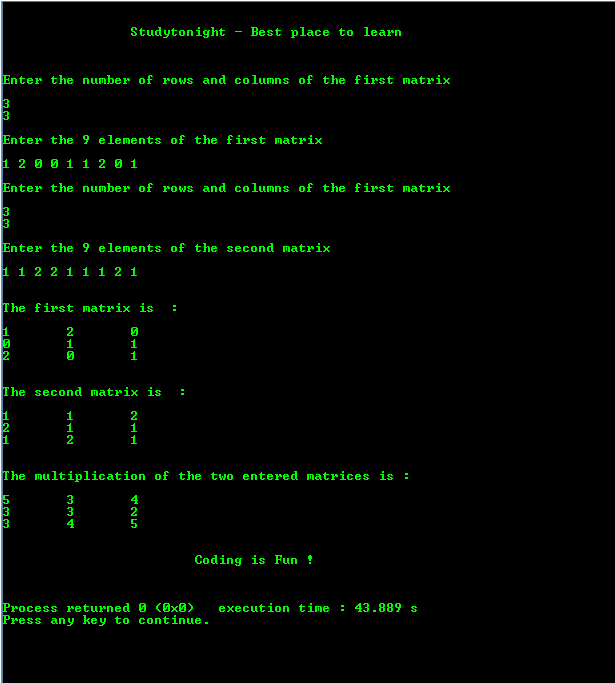 Studytonight - Best place to learn
Enter the number of rows and columns of the first matrix
3
3
Enter the 9 elements of the first matrix
1 2 0 0 1 1 2 0 1
Enter the number of rows and columns of the first matrix
3
3
Enter the 9 elements of the second matrix
1 1 2 2 1 1 1 2 1
The first matrix is  :
1       2       0
0       1       1
2       0       1
The second matrix is  :
1       1       2
2       1       1
1       2       1
The multiplication of the two entered matrices is :
5       3       4
3       3       2
3       4       5
Coding is Fun !
Process returned 0 (0x0)   execution time : 43.889 s
Press any key to continue.